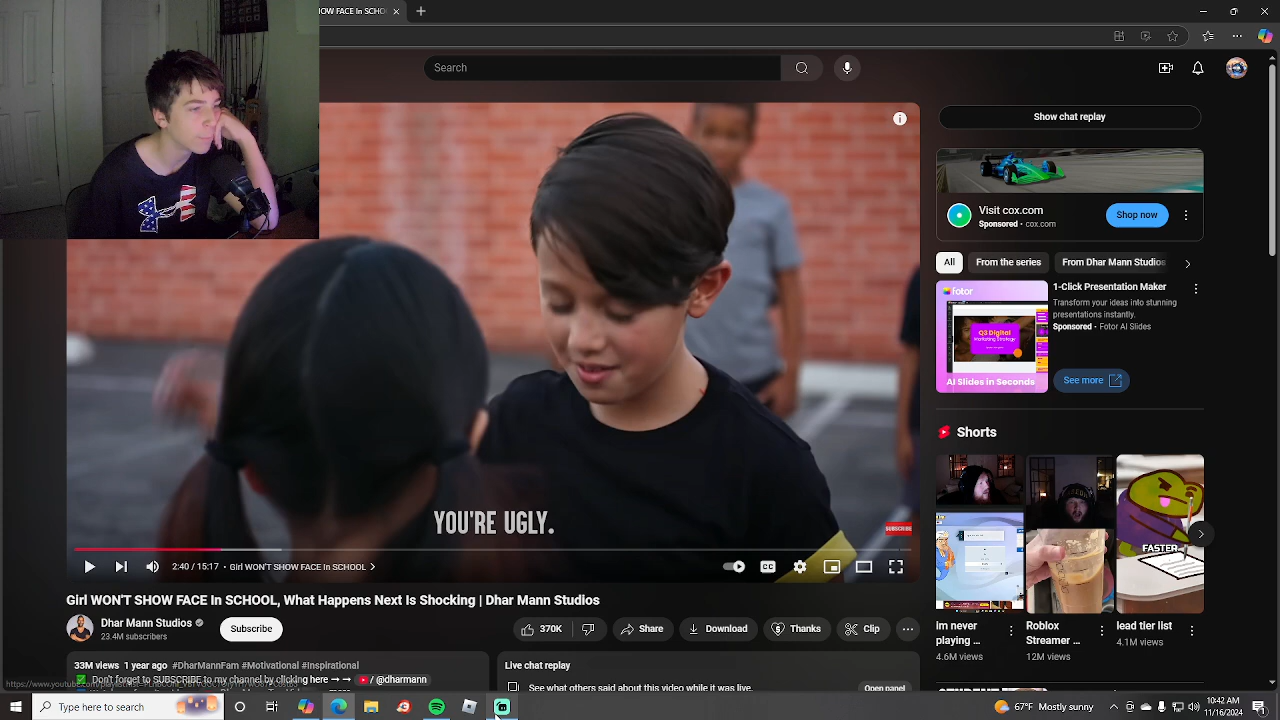 OW FACE In SCHO
Search
Show chat replay
Visit cox.com
Sponsored • cox.com
Shop now
All
From the series
From Dhar Mann Studios
fotor
Q3 Digital
Marketing Strategy
AI Slides in Seconds
1-Click Presentation Maker
Transform your ideas into stunning
presentations instantly.
Sponsored • Fotor AI Slides
See more
Shorts
YOU'RE UGLY.
SUBSCRIBE
FASTER
2:40 / 15:17 • Girl WON'T SHOW FACE In SCHOOL
Girl WON'T SHOW FACE In SCHOOL, What Happens Next Is Shocking | Dhar Mann Studios
Dhar Mann Studios
23.4M subscribers
Subscribe
370K
Share
Download
Thanks
Clip
im never
playing ...
4.6M views
Roblox
Streamer ...
12M views
lead tier list
4.1M views
33M views 1 year ago #DharMannFam #Motivational #Inspirational
Don't forget to SUBSCRIBE to my channel by clicking here → → / @dharmann
Live chat replay
See what others said about this video while it was live.
Open panel
Type here to search
67°F Mostly sunny
10:42 AM
11/16/2024